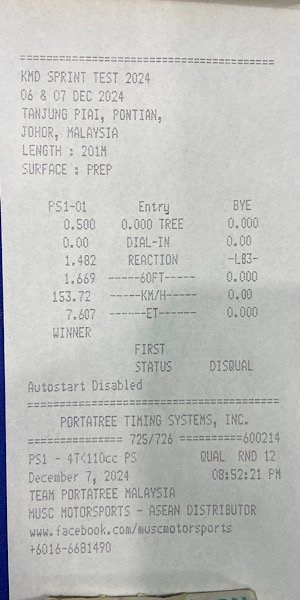 =======================================
KMD SPRINT TEST 2024
06 & 07 DEC 2024
TANJUNG PIAI, PONTIAN,
JOHOR, MALAYSIA
LENGTH : 201M
SURFACE : PREP
PS1-01 Entry BYE
0.500 0.000 TREE 0.000
0.00 DIAL-IN 0.00
1.482 REACTION -LB3-
1.669 -----60FT----- 0.000
153.72 -----KM/H----- 0.00
7.607 ------ET------ 0.000
WINNER
FIRST
STATUS DISQUAL
Autostart Disabled
=======================================
PORTATREE TIMING SYSTEMS, INC.
============== 725/726 ==========600214
PS1 - 4TK110cc PS QUAL RND 12
December 7, 2024 08:52:21 PM
TEAM PORTATREE MALAYSIA
MUSC MOTORSPORTS - ASEAN DISTRIBUTOR
www.facebook.com/muscmotorsports
+6016-6681490